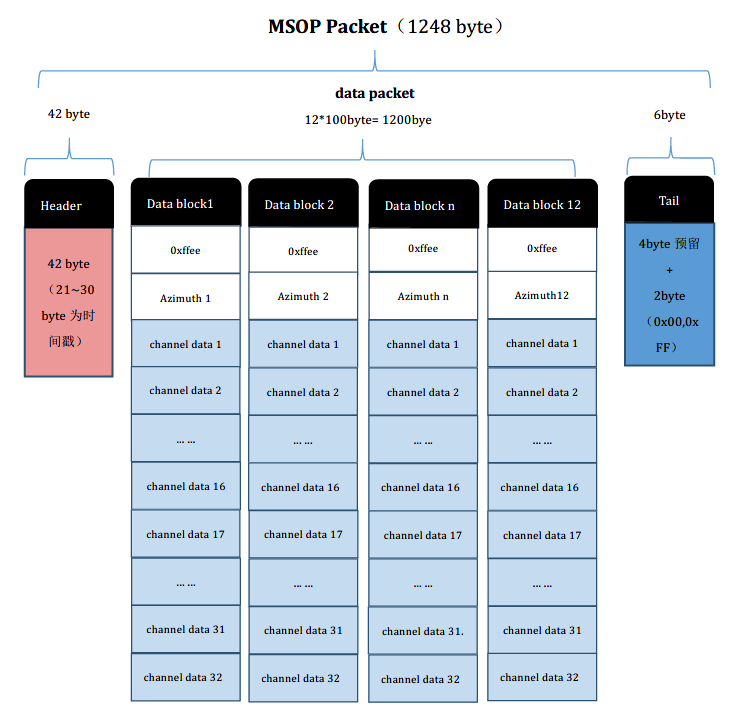 MSOP Packet（1248 byte）
data packet
42 byte
12*100byte= 1200bye
6byte
Header
Data block1
Data block 2
Data block n
Data block 12
Tail
42 byte
（21~30
byte 为时
间戳）
4byte 预留
+
2byte
（0x00,0x
FF）
0xffee
0xffee
0xffee
0xffee
Azimuth 1
Azimuth 2
Azimuth n
Azimuth12
channel data 1
channel data 1
channel data 1
channel data 1
channel data 2
channel data 2
channel data 2
channel data 2
... ...
... ...
... ...
... ...
channel data 16
channel data 16
channel data 16
channel data 16
channel data 17
channel data 17
channel data 17
channel data 17
... ...
... ...
... ...
... ...
channel data 31
channel data 31
channel data 31.
channel data 31
channel data 32
channel data 32
channel data 32
channel data 32